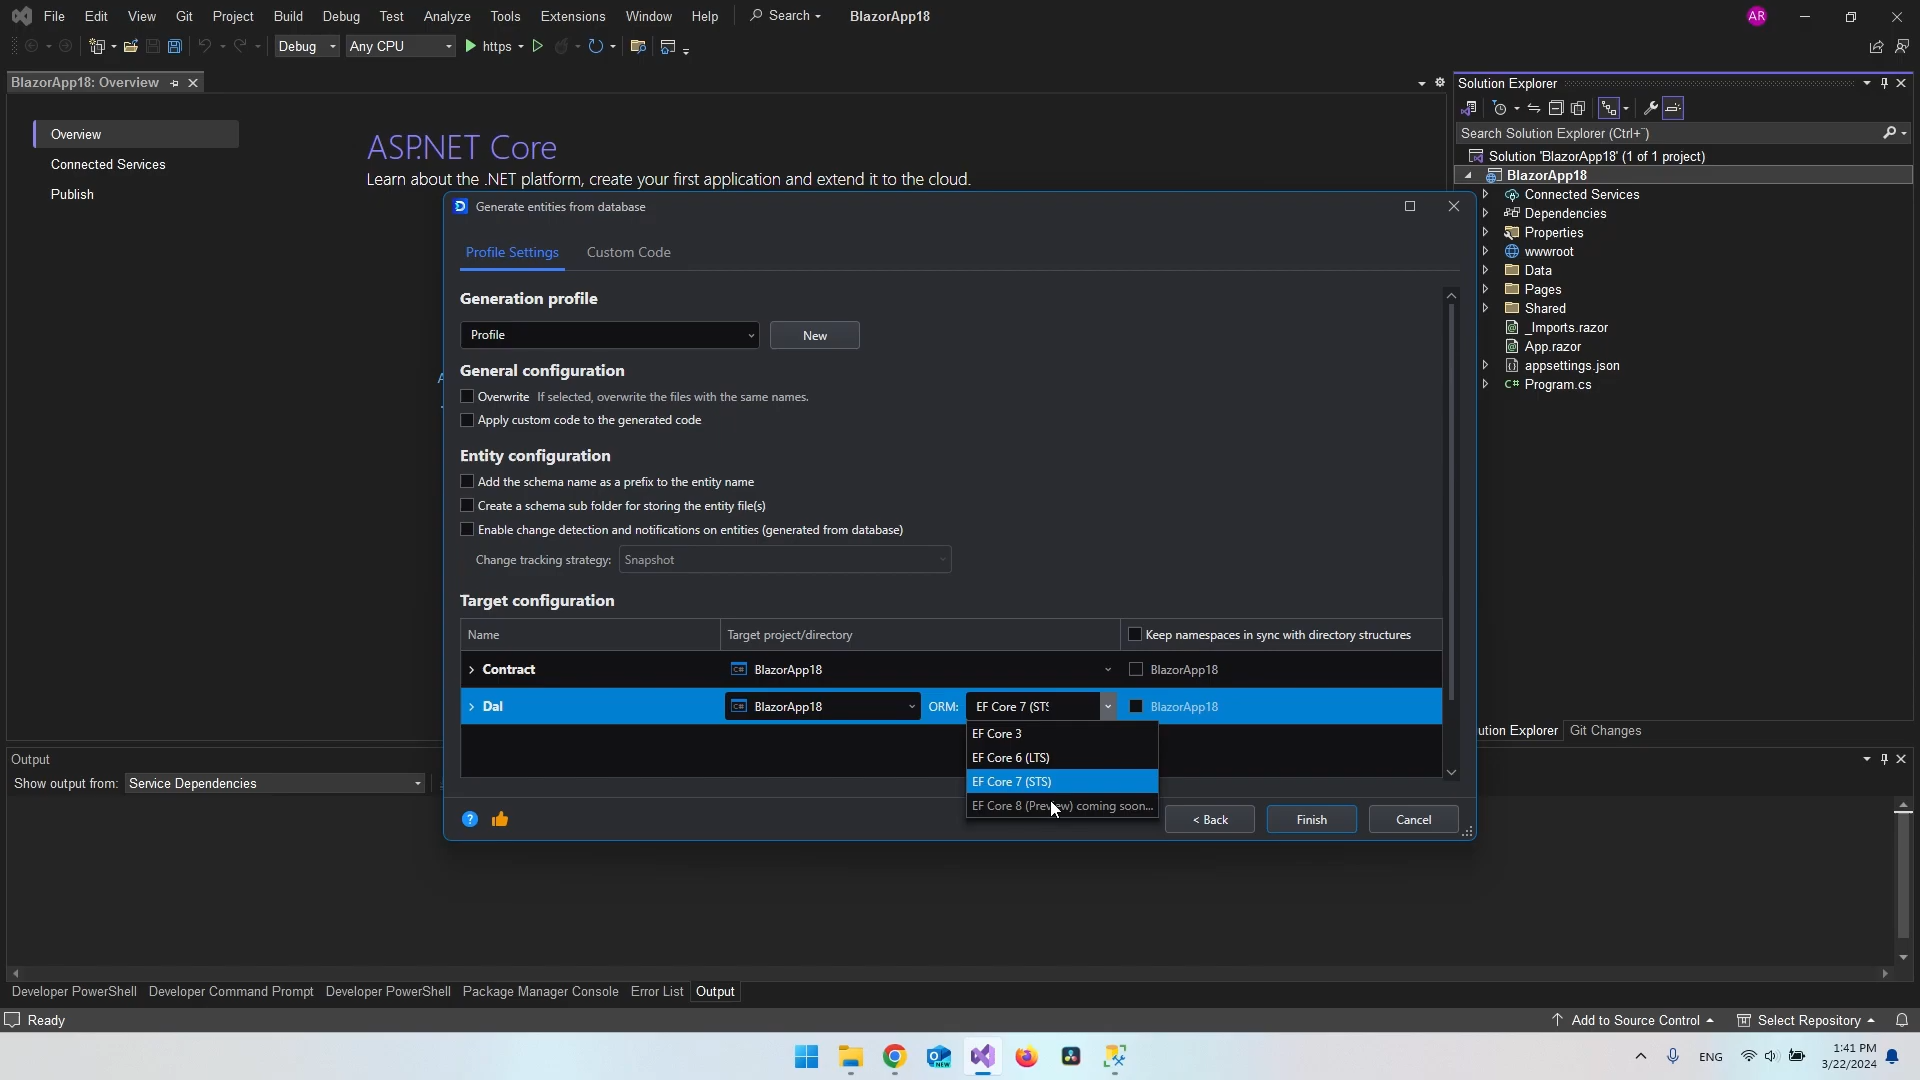 File Edit View Git Project Build Debug Test Analyze Tools Extensions Window Help Search BlazorApp18 AR
Debug Any CPU https
BlazorApp18: Overview
Overview
Connected Services
Publish
ASP.NET Core
Learn about the .NET platform, create your first application and extend it to the cloud.
Generate entities from database
Profile Settings Custom Code
Generation profile
Profile New
General configuration
Overwrite If selected, overwrite the files with the same names.
Apply custom code to the generated code
Entity configuration
Add the schema name as a prefix to the entity name
Create a schema sub folder for storing the entity file(s)
Enable change detection and notifications on entities (generated from database)
Change tracking strategy: Snapshot
Target configuration
Name Target project/directory Keep namespaces in sync with directory structures
Contract BlazorApp18 BlazorApp18
Dal BlazorApp18 ORM: EF Core 7 (STS BlazorApp18
EF Core 3
EF Core 6 (LTS)
EF Core 7 (STS)
EF Core 8 (Preview) coming soon...
< Back Finish Cancel
Solution Explorer
Search Solution Explorer (Ctrl+¨)
Solution 'BlazorApp18' (1 of 1 project)
BlazorApp18
Connected Services
Dependencies
Properties
wwwroot
Data
Pages
Shared
_Imports.razor
App.razor
appsettings.json
C# Program.cs
ution Explorer Git Changes
Output
Show output from: Service Dependencies
Developer PowerShell Developer Command Prompt Developer PowerShell Package Manager Console Error List Output
Ready Add to Source Control Select Repository
ENG 1:41 PM
3/22/2024